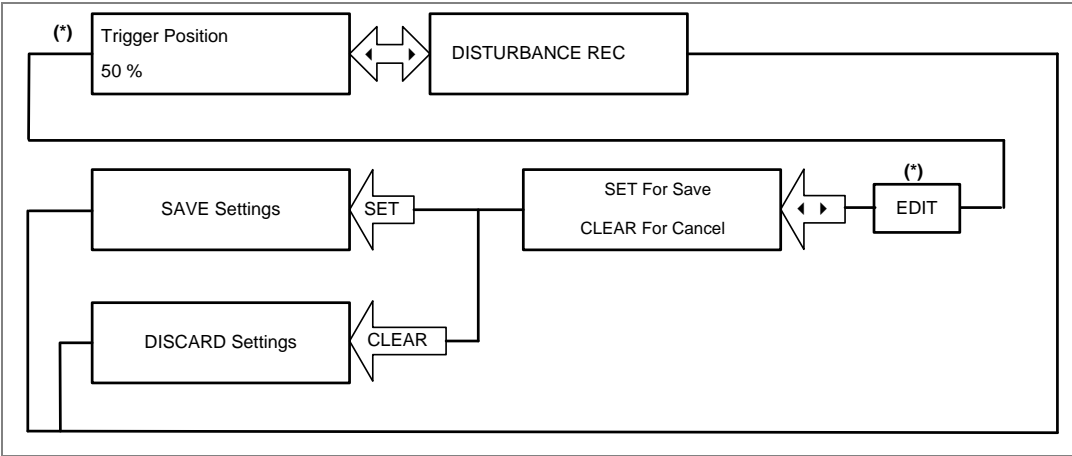 (*)
Trigger Position
50 %
DISTURBANCE REC
(*)
SAVE Settings
SET
SET For Save
CLEAR For Cancel
EDIT
DISCARD Settings
CLEAR